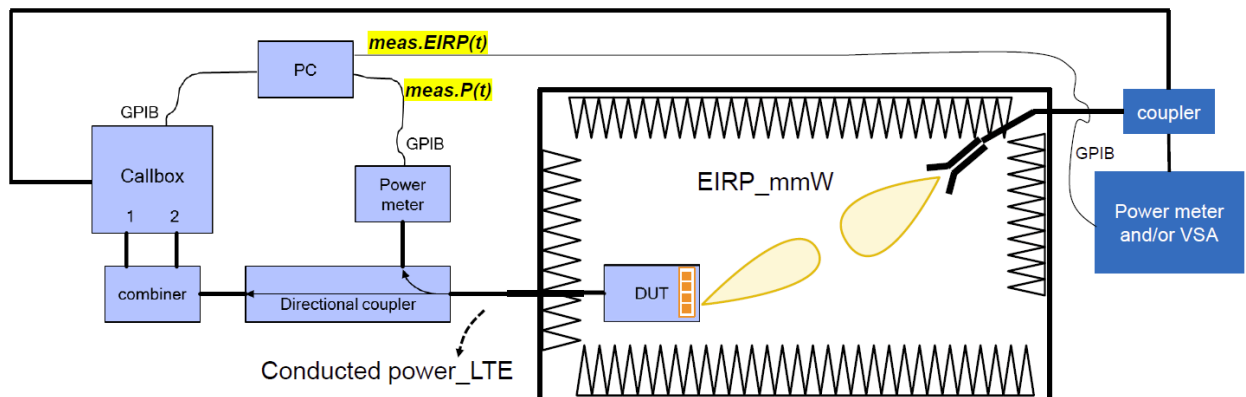 meas.EIRP(t)
PC
meas.P(t)
GPIB
coupler
GPIB
GPIB
Callbox
1 2
Power
meter
EIRP_mmW
Power meter
and/or VSA
combiner
Directional coupler
DUT
Conducted power_LTE